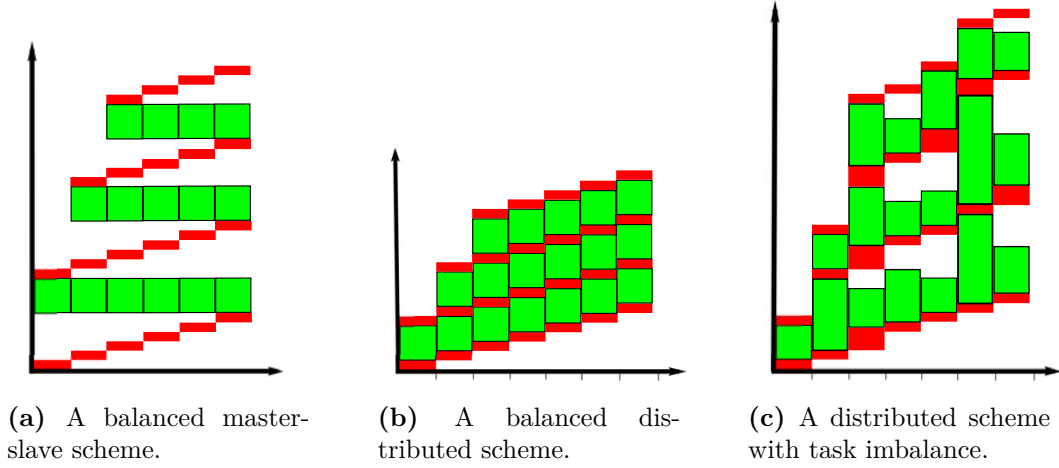 (a) A balanced master-
slave scheme.
(b) A balanced dis-
tributed scheme.
(c) A distributed scheme
with task imbalance.